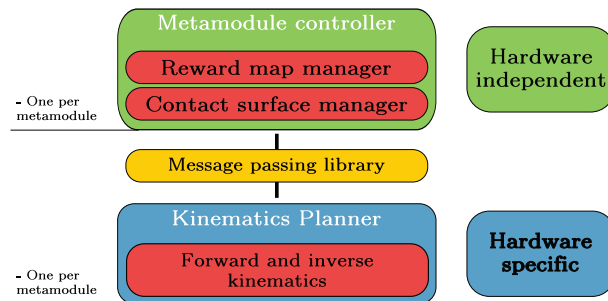 Metamodule controller
Reward map manager
Contact surface manager
- One per
metamodule
Hardware
independent
Message passing library
Kinematics Planner
Forward and inverse
kinematics
- One per
metamodule
Hardware
specific